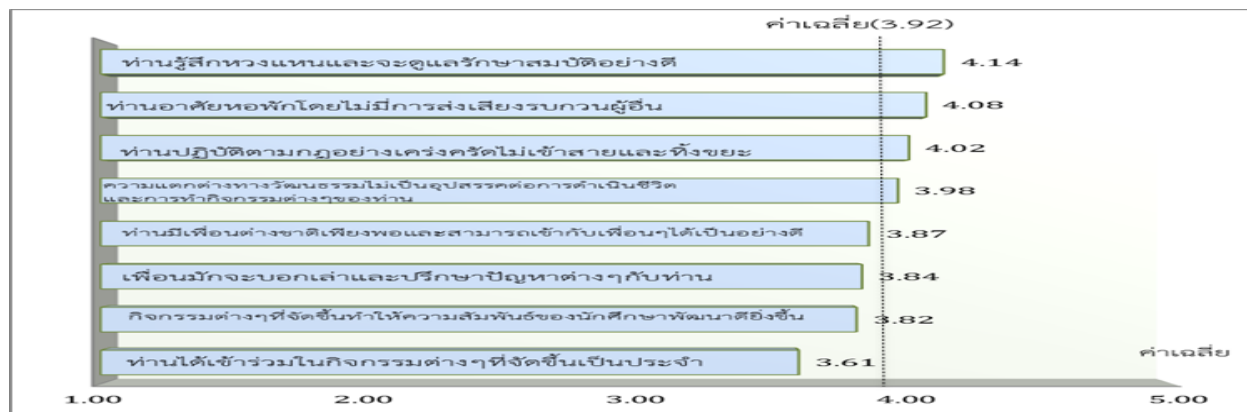 ค่าเฉลี่ย(3.92)
ท่านรู้สึกหวงแหนและจะดูแลรักษาสมบัติอย่างดี 4.14
ท่านอาศัยหอพักโดยไม่มีการส่งเสียงรบกวนผู้อื่น 4.08
ท่านปฏิบัติตามกฎอย่างเคร่งครัดไม่เข้าสายและทิ้งขยะ 4.02
ความแตกต่างทางวัฒนธรรมไม่เป็นอุปสรรคต่อการดำเนินชีวิต
และการทำกิจกรรมต่างๆของท่าน 3.98
ท่านมีเพื่อนต่างชาติเพียงพอและสามารถเข้ากับเพื่อนๆได้เป็นอย่างดี 3.87
เพื่อนมักจะบอกเล่าและปรึกษาปัญหาต่างๆกับท่าน 3.84
กิจกรรมต่างๆที่จัดขึ้นทำให้ความสัมพันธ์ของนักศึกษาพัฒนาดียิ่งขึ้น 3.82
ท่านได้เข้าร่วมในกิจกรรมต่างๆที่จัดขึ้นเป็นประจำ 3.61
ค่าเฉลี่ย
1.00 2.00 3.00 4.00 5.00